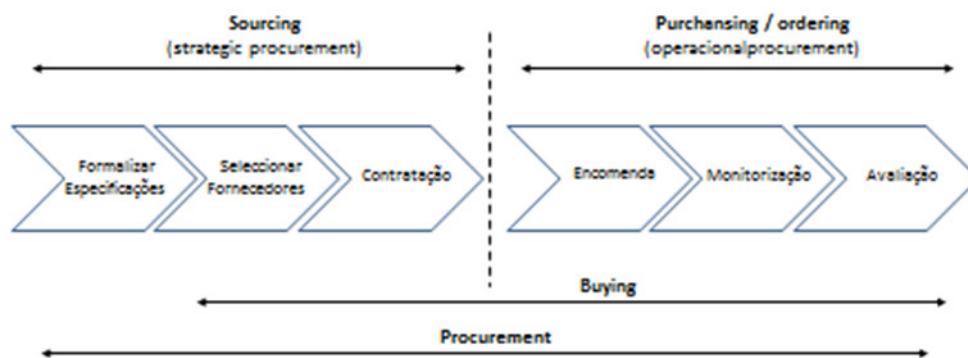 Sourcing
(strategic procurement)
Purchansing / ordering
(operacionalprocurement)
Formalizar
Especificações
Seleccionar
Fornecedores
Contratação
Encomenda
Monitorização
Avaliação
Buying
Procurement